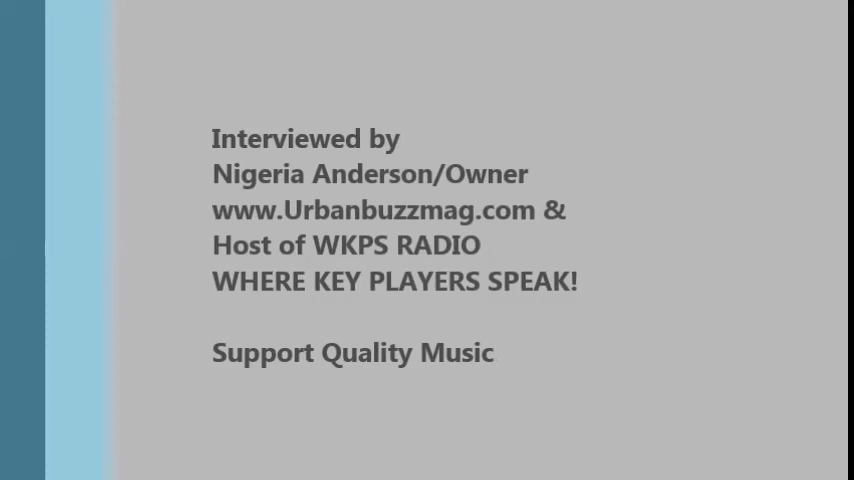 Interviewed by
Nigeria Anderson/Owner
www.Urbanbuzzmag.com &
Host of WKPS RADIO
WHERE KEY PLAYERS SPEAK!
Support Quality Music